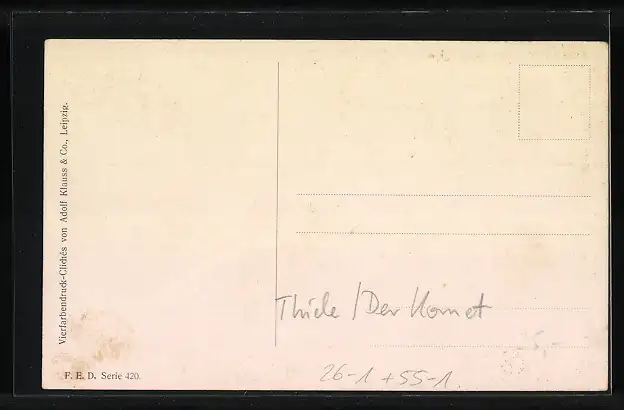 Vierfarbendruck-Clichés von Adolf Klauss & Co., Leipzig.
F. E. D. Serie 420.
Thiele / Der Komet
26-1 + 55-1.